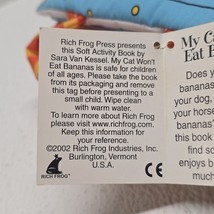 Rich Frog Press presents
this Soft Activity Book by
Sara Van Kessel. My Cat Won't
Eat Bananas is safe for children
of all ages. Please take the book
from its packaging and remove
this tag before presenting to a
small child. Wipe clean
with warm water.
To learn more about Rich Frog
Press, please visit our website
www.richfrog.com.
Keep this information for
your reference.
©2002 Rich Frog Industries, Inc.
Burlington, Vermont
U.S.A.
RICH FROG
CE
My Ca
Eat B
Does y
bananas
your dog,
your horse
banana
this book
find so
enjoys b
much